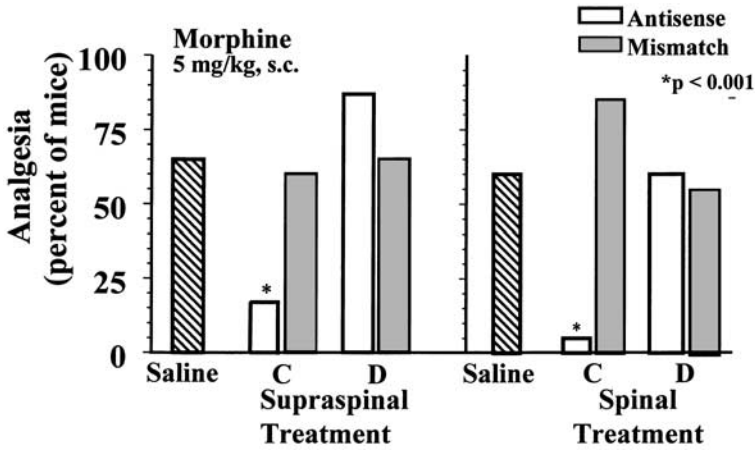 Antisense
Mismatch
*p < 0.001
Morphine
5 mg/kg, s.c.
Analgesia
(percent of mice)
100
75
50
25
0
*
*
Saline
C
D
Saline
C
D
Supraspinal
Treatment
Spinal
Treatment